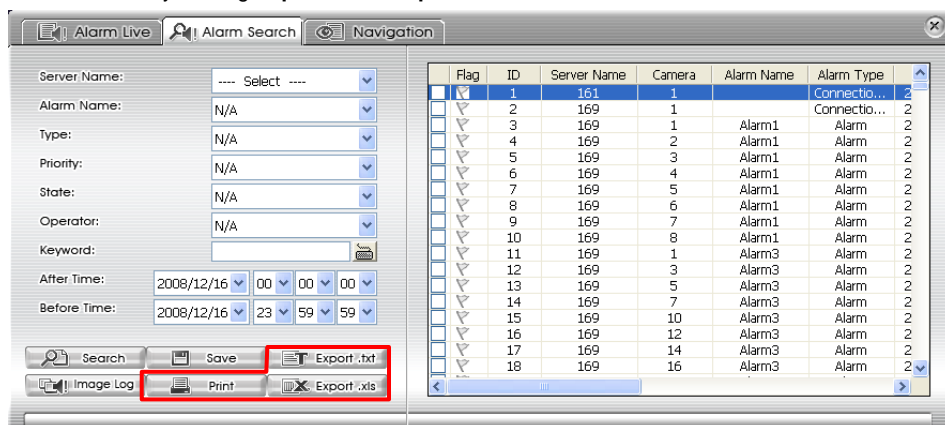 Alarm Live Alarm Search Navigation
Server Name: ---- Select ----
Alarm Name: N/A
Type: N/A
Priority: N/A
State: N/A
Operator: N/A
Keyword:
After Time: 2008/12/16 00 00 00
Before Time: 2008/12/16 23 59 59
Search Save Export .txt
Image Log Print Export .xls
Flag ID Server Name Camera Alarm Name Alarm Type
1 161 1 Connectio... 2
2 169 1 Connectio... 2
3 169 1 Alarm1 Alarm 2
4 169 2 Alarm1 Alarm 2
5 169 3 Alarm1 Alarm 2
6 169 4 Alarm1 Alarm 2
7 169 5 Alarm1 Alarm 2
8 169 6 Alarm1 Alarm 2
9 169 7 Alarm1 Alarm 2
10 169 8 Alarm1 Alarm 2
11 169 1 Alarm3 Alarm 2
12 169 3 Alarm3 Alarm 2
13 169 5 Alarm3 Alarm 2
14 169 7 Alarm3 Alarm 2
15 169 10 Alarm3 Alarm 2
16 169 12 Alarm3 Alarm 2
17 169 14 Alarm3 Alarm 2
18 169 16 Alarm3 Alarm 2